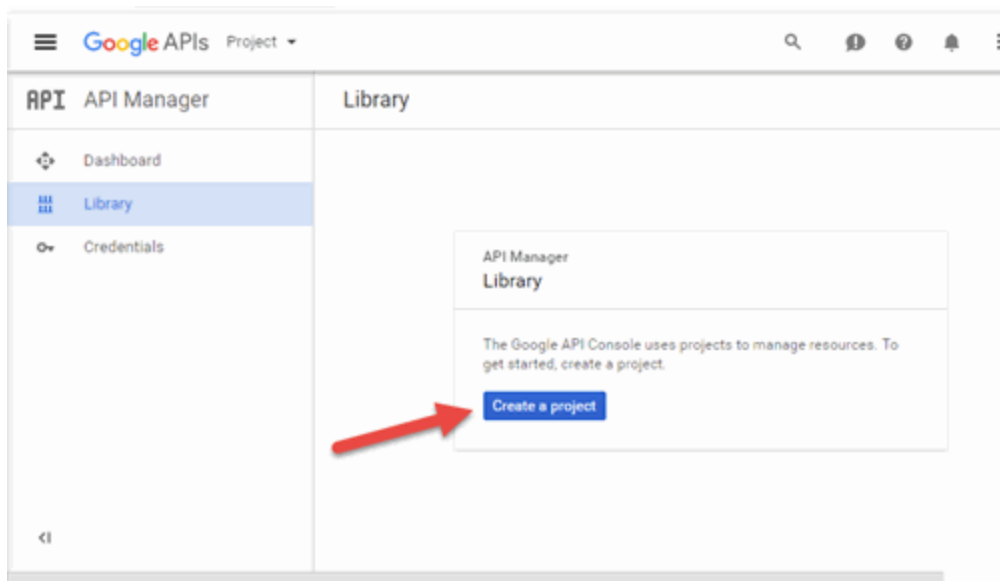 Google APIs Project
API API Manager
Library
Dashboard
Library
Credentials
API Manager
Library
The Google API Console uses projects to manage resources. To
get started, create a project.
Create a project